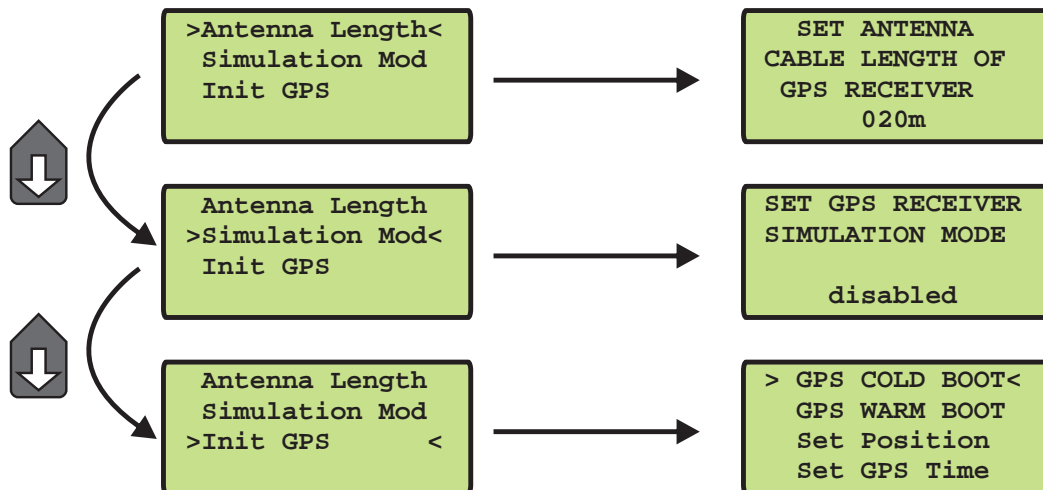 >Antenna Length<
Simulation Mod
Init GPS
SET ANTENNA
CABLE LENGTH OF
GPS RECEIVER
020m
Antenna Length
>Simulation Mod<
Init GPS
SET GPS RECEIVER
SIMULATION MODE
disabled
Antenna Length
Simulation Mod
>Init GPS <
> GPS COLD BOOT<
GPS WARM BOOT
Set Position
Set GPS Time